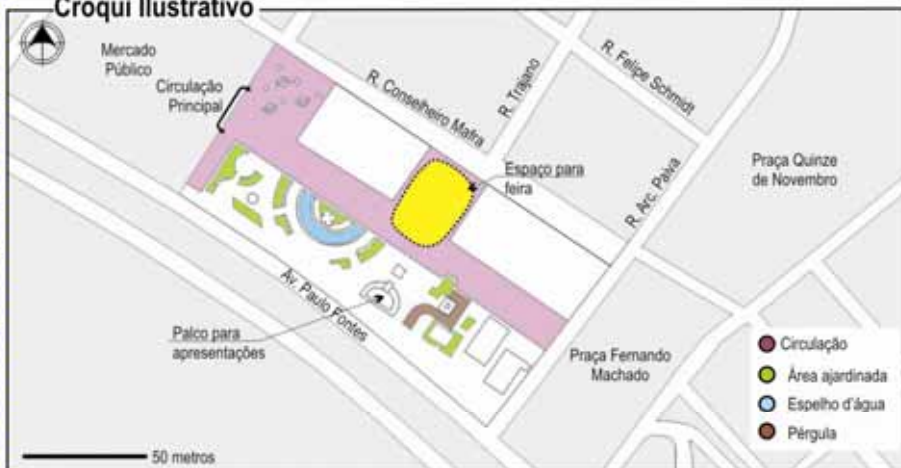 Croqui Ilustrativo
Mercado
Público
Circulação
Principal
R. Conselheiro Mafra
R. Trajano
R. Felipe Schmidt
Espaço para
feira
R. Arc. Paiva
Praça Quinze
de Novembro
Av. Paulo Fontes
Palco para
apresentações
Praça Fernando
Machado
Circulação
Área ajardinada
Espelho d'água
Pérgula
50 metros